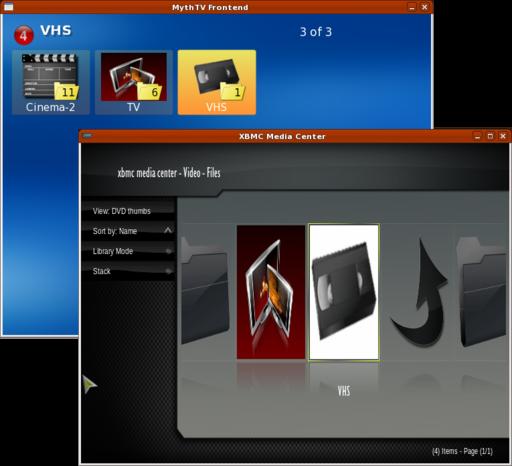 MythTV Frontend
4 VHS
3 of 3
11
6
1
Cinema-2
TV
VHS
XBMC Media Center
xbmc media center - Video - Files
View: DVD thumbs
Sort by: Name
Library Mode
Stack
VHS
(4) Items - Page (1/1)